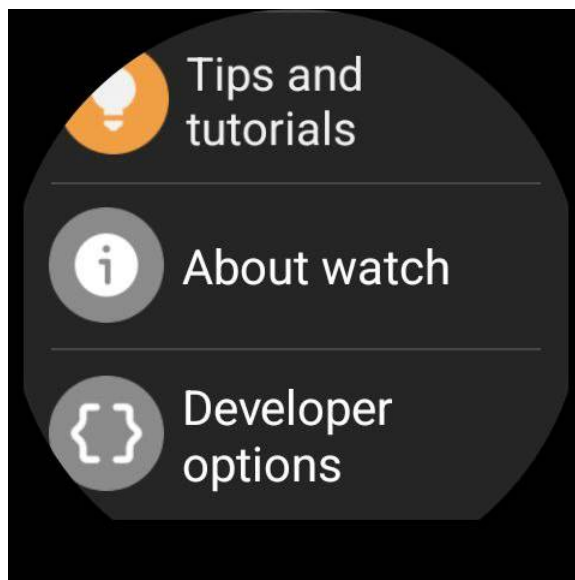 Tips and
tutorials
About watch
Developer
options